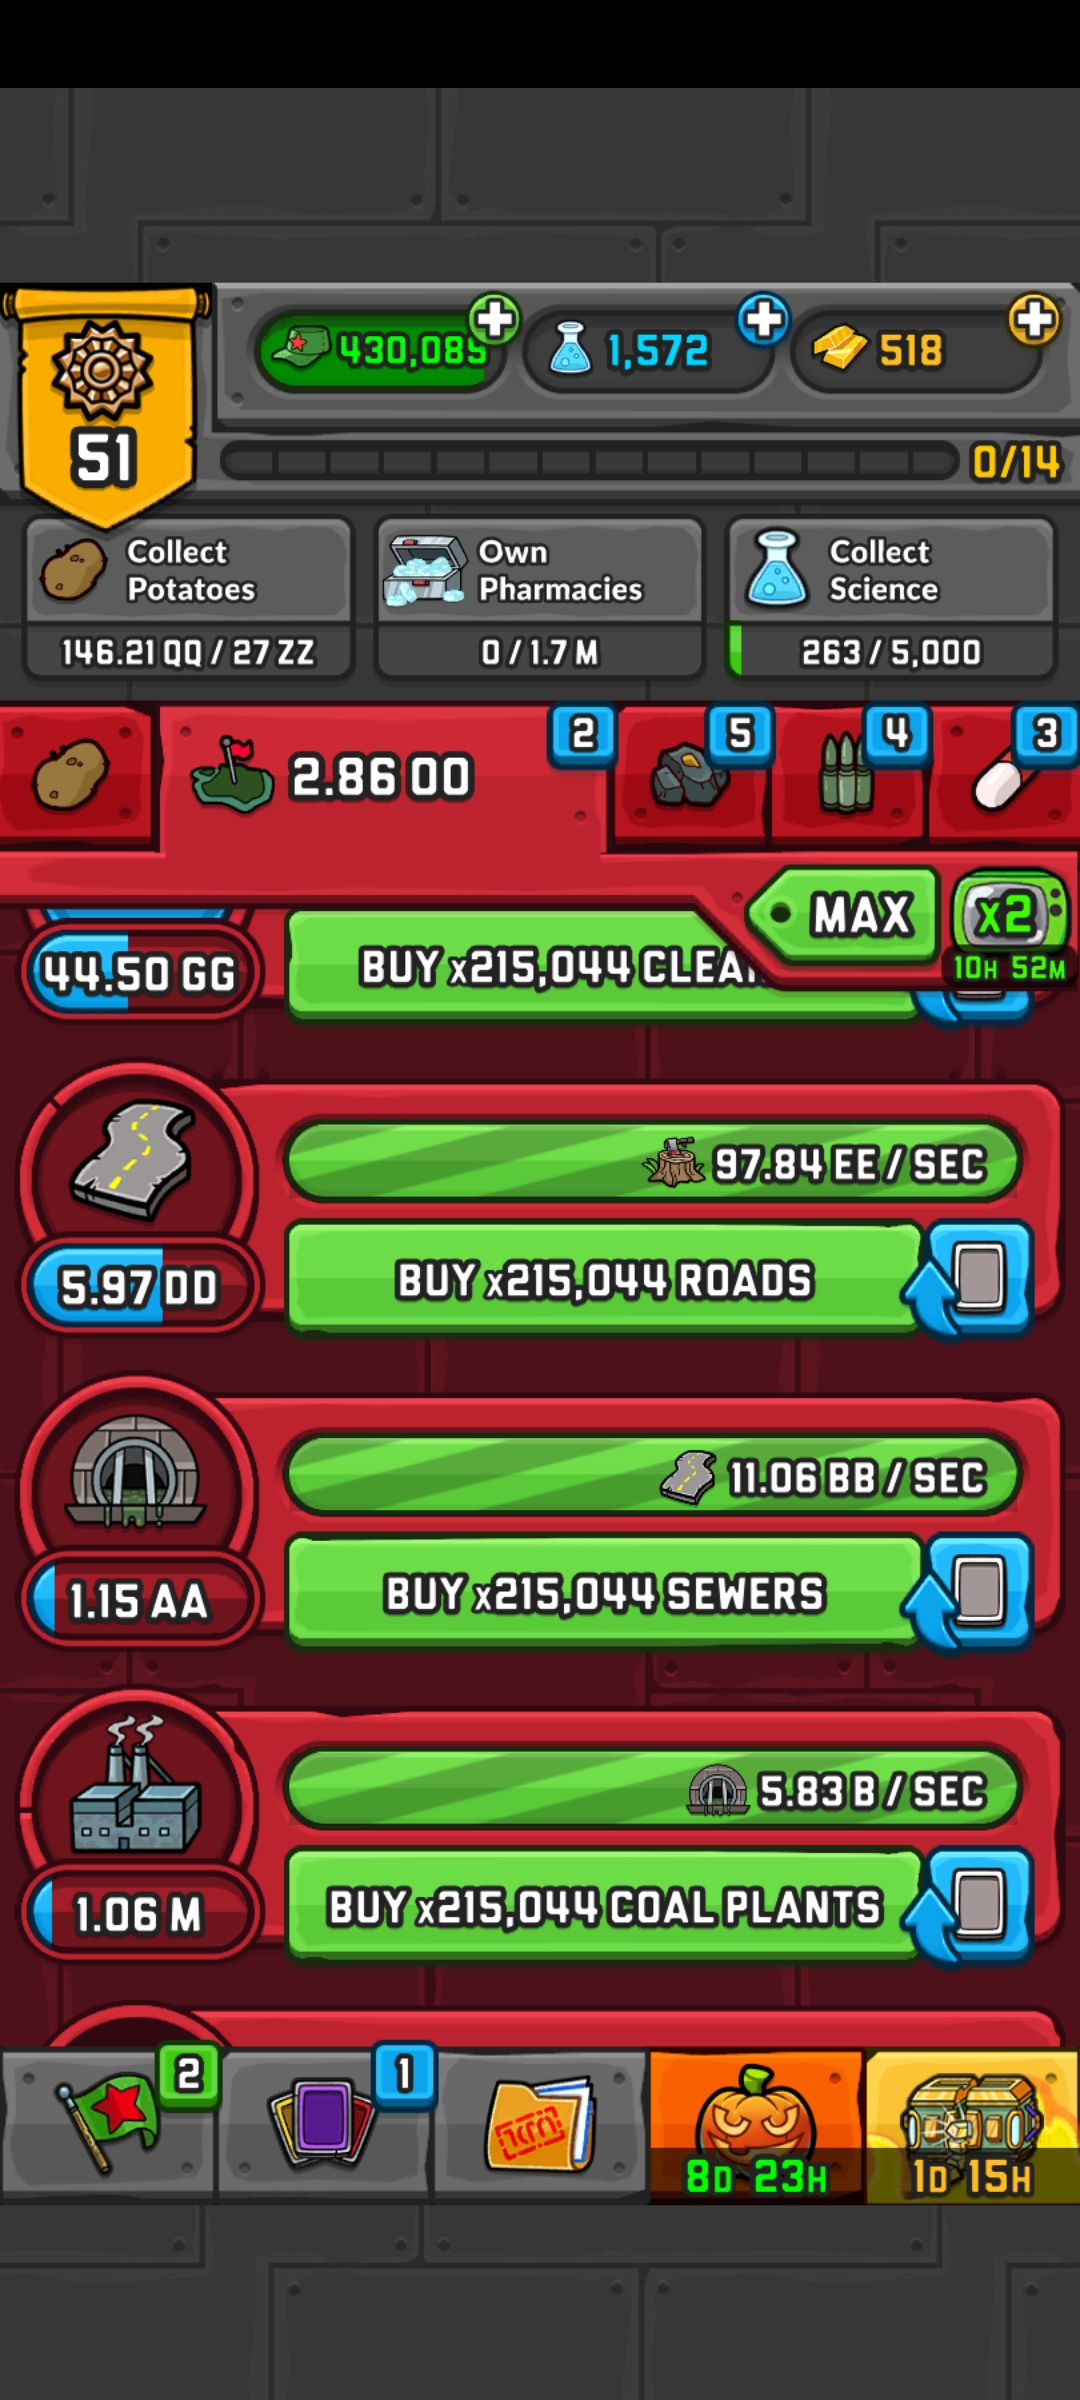 430,089
1,572
518
51
0/14
Collect
Potatoes
146.21 QQ / 27 ZZ
Own
Pharmacies
0 / 1.7 M
Collect
Science
263 / 5,000
2.86 OO
2
5
4
3
MAX
x2
10H 52M
44.50 GG
BUY x215,044
97.84 EE / SEC
5.97 DD
BUY x215,044 ROADS
11.06 BB / SEC
1.15 AA
BUY x215,044 SEWERS
5.83 B / SEC
1.06 M
BUY x215,044 COAL PLANTS
2
1
8D 23H
1D 15H